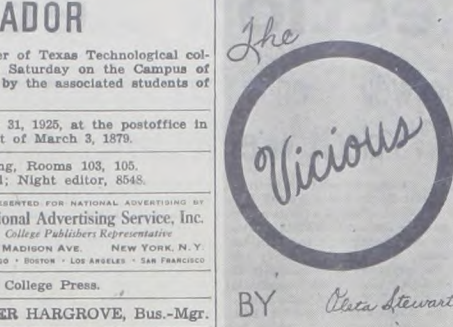 ADOR
er of Texas Technological col-
Saturday on the Campus of
by the associated students of
31, 1925, at the postoffice in
t of March 3, 1879.
ng, Rooms 103, 105.
l; Night editor, 8548.
ESENTED FOR NATIONAL ADVERTISING BY
ional Advertising Service, Inc.
College Publishers Representative
MADISON AVE. NEW YORK, N. Y.
GO • BOSTON • LOS ANGELES • SAN FRANCISCO
College Press.
ER HARGROVE, Bus.-Mgr.
The
Vicious
BY Oleta Stewart